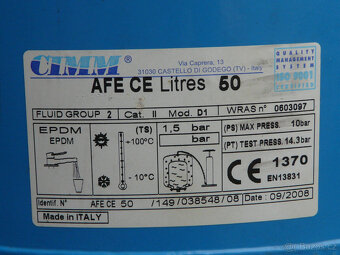 CIMM
Via Caprera, 13
31030 CASTELLO DI GODEGO (TV) - Italy
QUALITY
MANAGEMENT
SYSTEM
ISO 9001
AFE CE Litres 50
FLUID GROUP 2 Cat. II Mod. D1 WRAS n° 0603097
EPDM
EPDM
(TS)
+100°C
-10°C
1,5 bar
bar
(PS) MAX PRESS. 10bar
(PT) TEST PRESS. 14.3bar
CE 1370
EN13831
Identif. N° AFE CE 50 /149/038548/08 09/2008
Made in ITALY